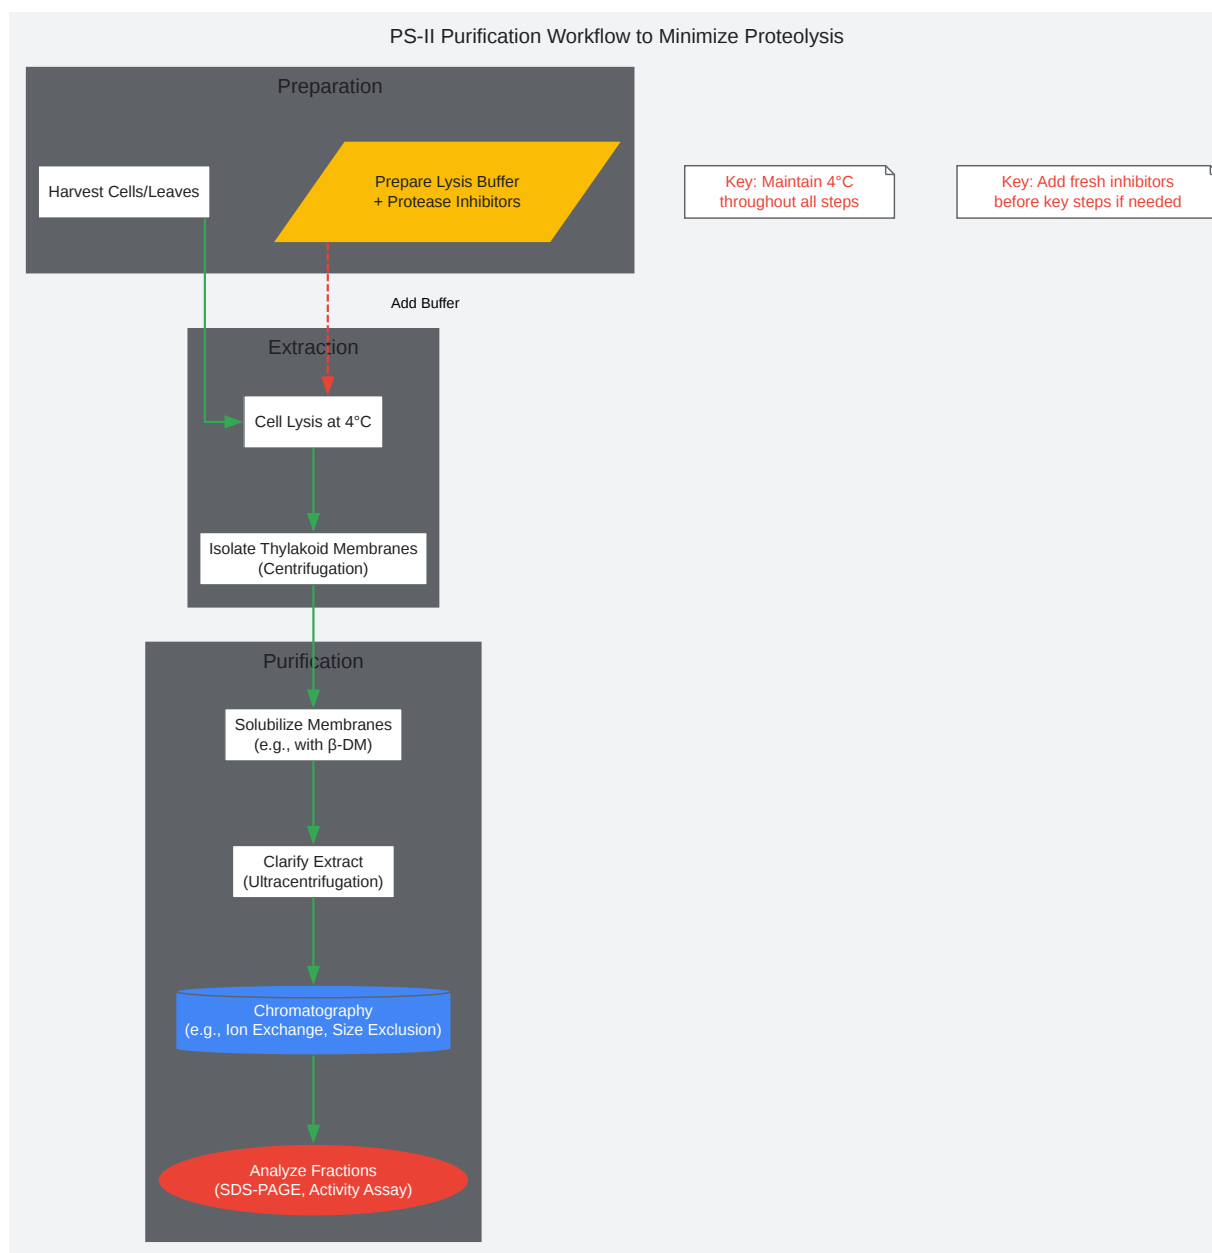 PS-II Purification Workflow to Minimize Proteolysis
Preparation
Harvest Cells/Leaves
Prepare Lysis Buffer
+ Protease Inhibitors
Key: Maintain 4°C
throughout all steps
Key: Add fresh inhibitors
before key steps if needed
Add Buffer
Extraction
Cell Lysis at 4°C
Isolate Thylakoid Membranes
(Centrifugation)
Purification
Solubilize Membranes
(e.g., with β-DM)
Clarify Extract
(Ultracentrifugation)
Chromatography
(e.g., Ion Exchange, Size Exclusion)
Analyze Fractions
(SDS-PAGE, Activity Assay)